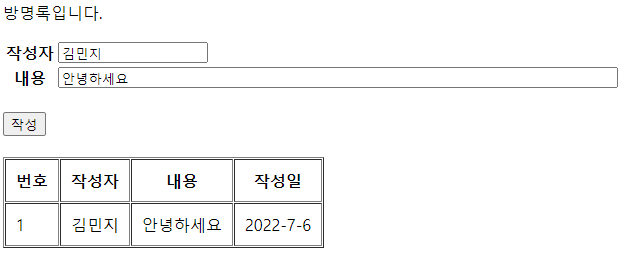 방명록입니다.
작성자 김민지
내용 안녕하세요
작성
번호 작성자 내용 작성일
1 김민지 안녕하세요 2022-7-6